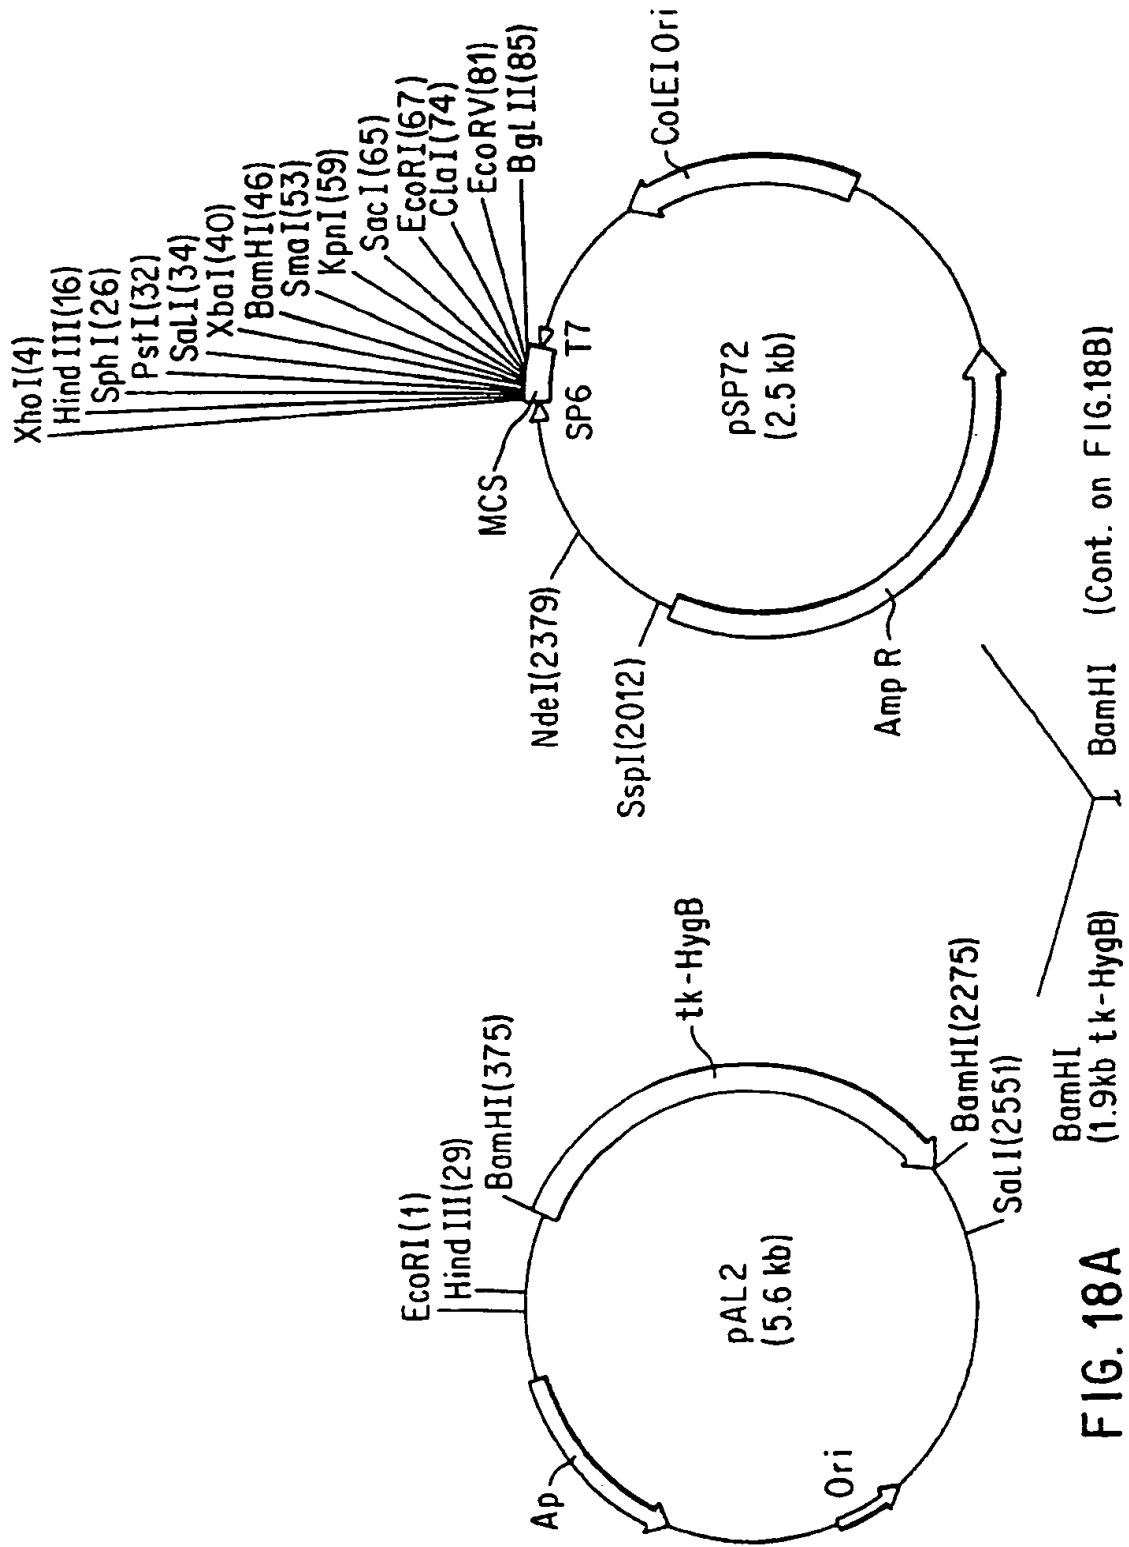 EcoRI(1)
HindIII(29)
BamHI(375)
tk-HygB
BamHI(2275)
SalI(2551)
Ap
Ori
pAL2
(5.6 kb)
XhoI(4)
HindIII(16)
SphI(26)
PstI(32)
SalI(34)
XbaI(40)
BamHI(46)
SmaI(53)
KpnI(59)
SacI(65)
EcoRI(67)
ClaI(74)
EcoRV(81)
BglII(85)
MCS
SP6 T7
NdeI(2379)
SspI(2012)
Amp R
ColEI Ori
pSP72
(2.5 kb)
BamHI
(1.9kb tk-HygB)
BamHI
(Cont. on FIG.18B)
FIG. 18A